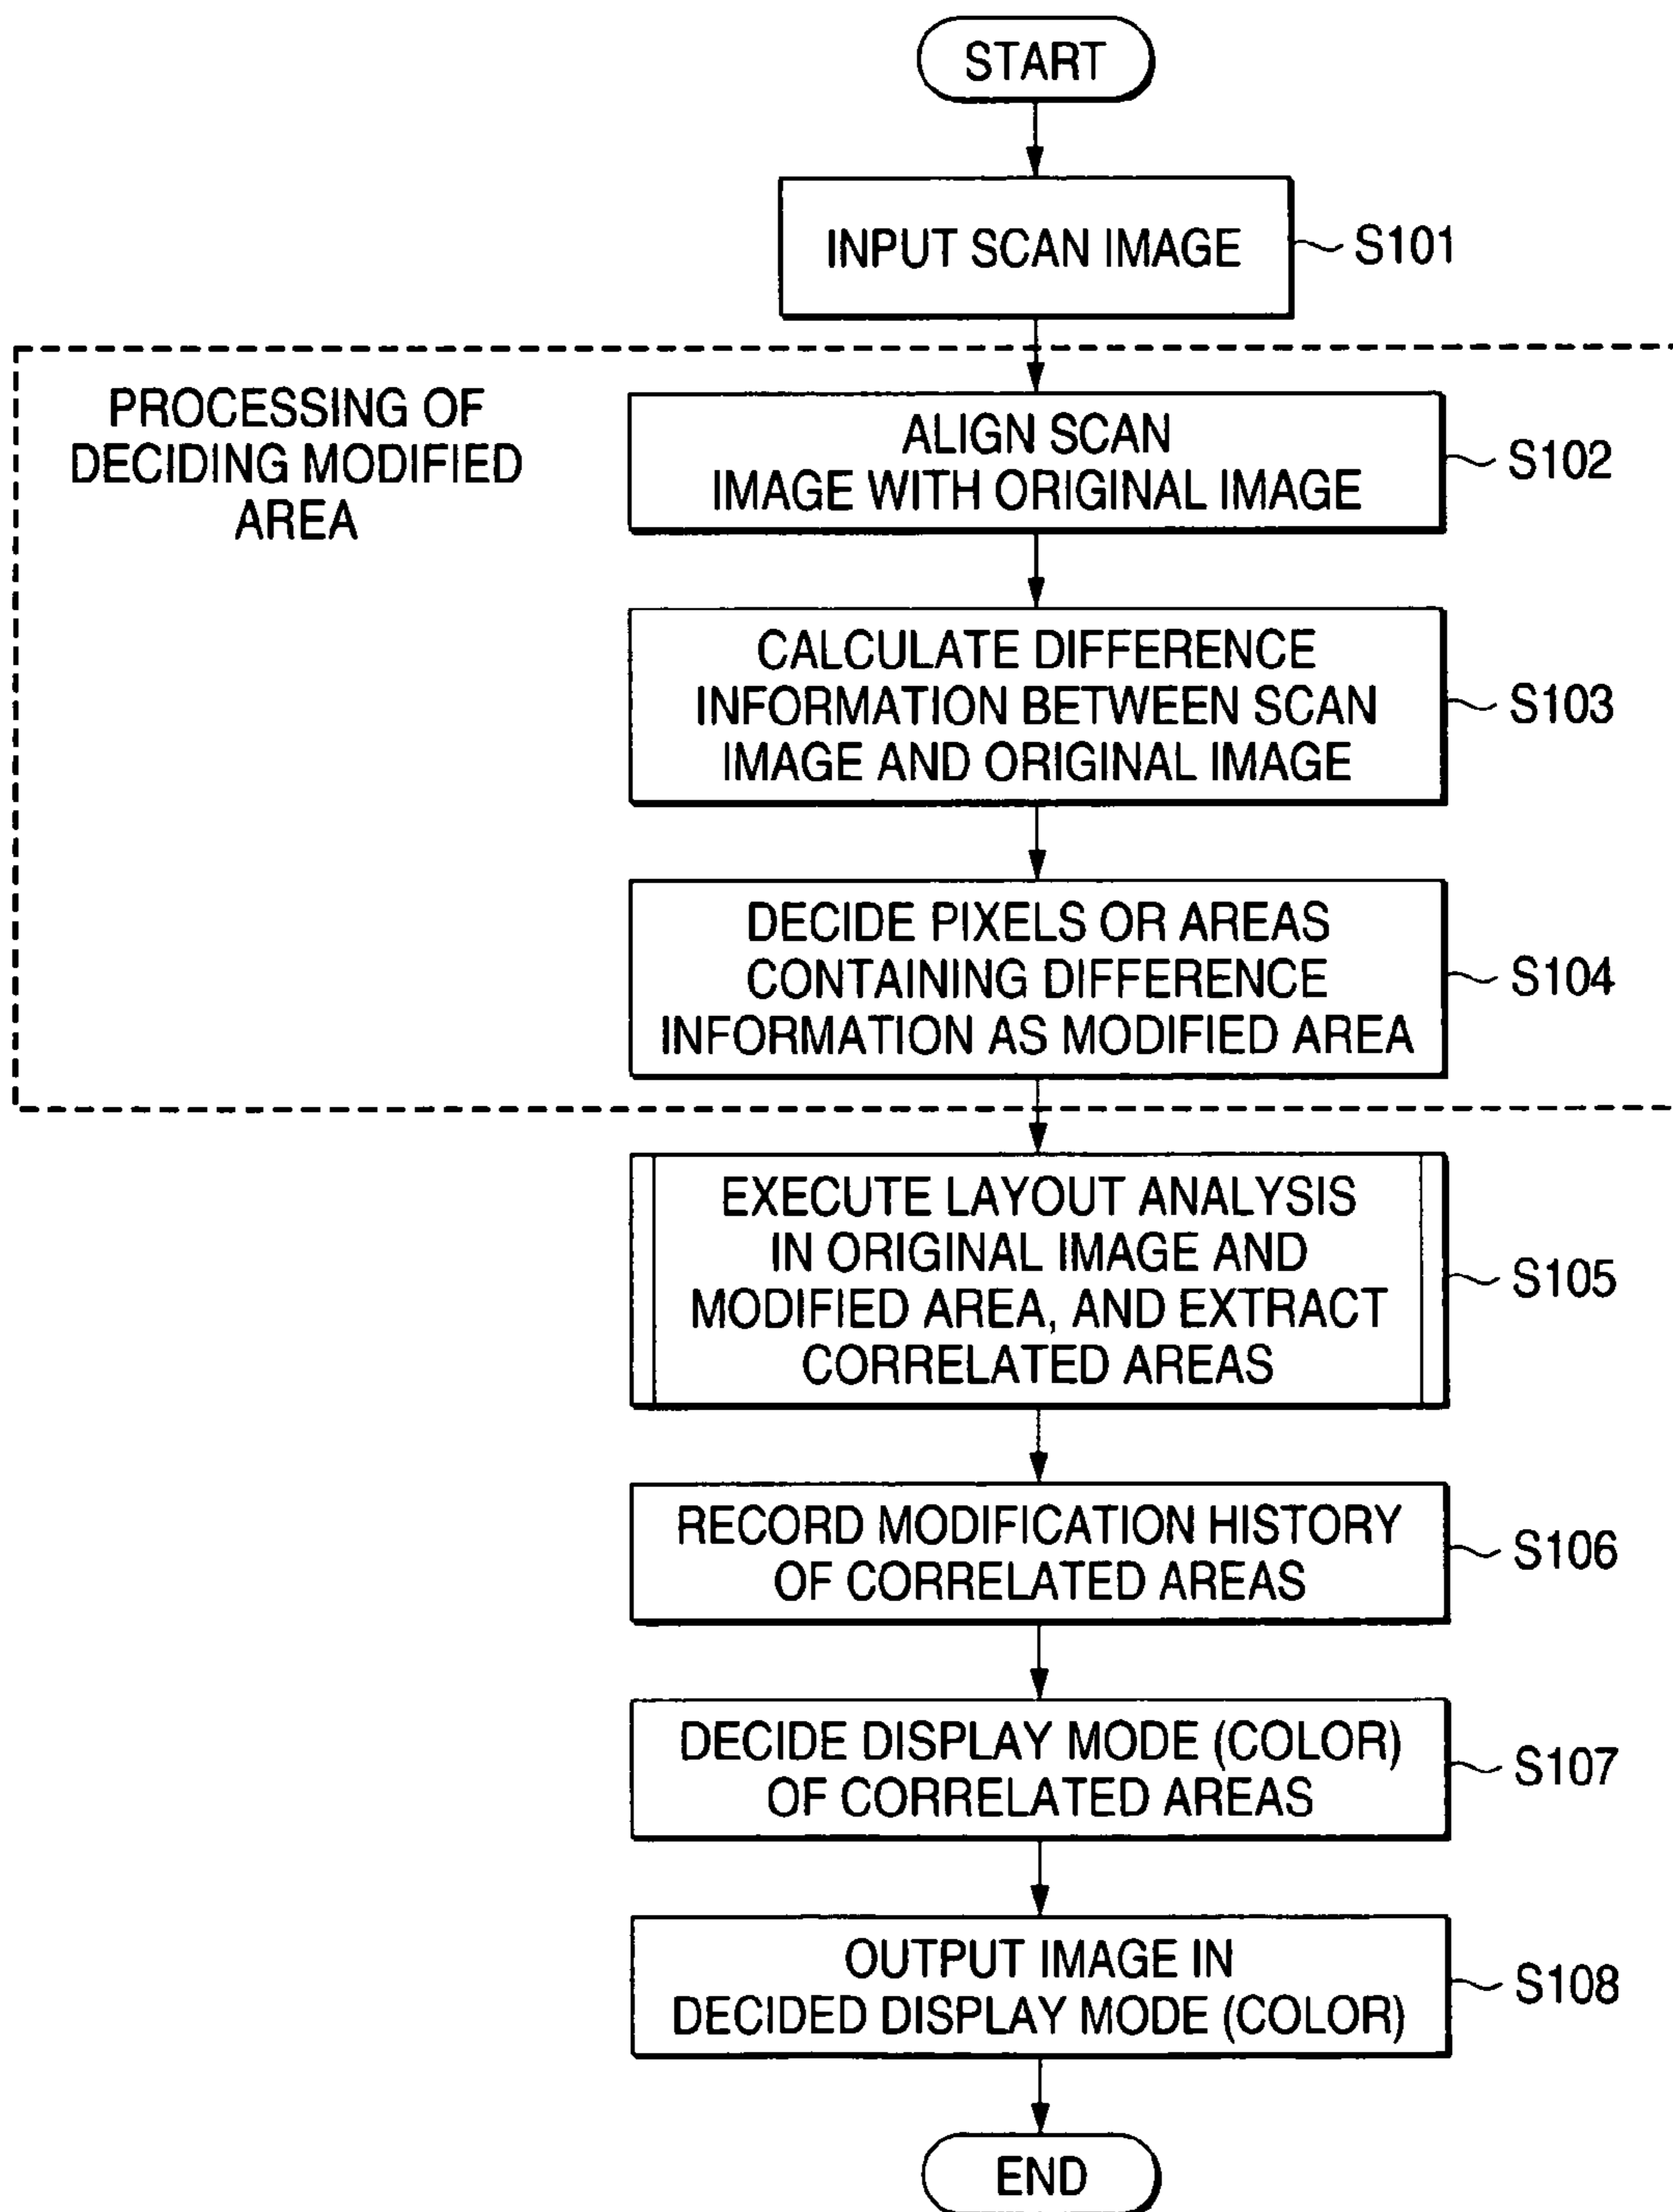 START
INPUT SCAN IMAGE
S101
PROCESSING OF
DECIDING MODIFIED
AREA
ALIGN SCAN
IMAGE WITH ORIGINAL IMAGE
S102
CALCULATE DIFFERENCE
INFORMATION BETWEEN SCAN
IMAGE AND ORIGINAL IMAGE
S103
DECIDE PIXELS OR AREAS
CONTAINING DIFFERENCE
INFORMATION AS MODIFIED AREA
S104
EXECUTE LAYOUT ANALYSIS
IN ORIGINAL IMAGE AND
MODIFIED AREA, AND EXTRACT
CORRELATED AREAS
S105
RECORD MODIFICATION HISTORY
OF CORRELATED AREAS
S106
DECIDE DISPLAY MODE (COLOR)
OF CORRELATED AREAS
S107
OUTPUT IMAGE IN
DECIDED DISPLAY MODE (COLOR)
S108
END